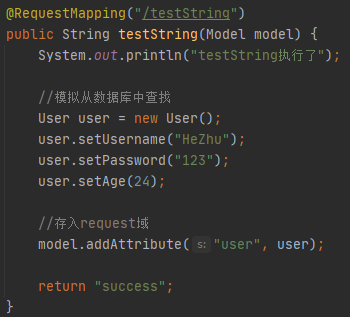 @RequestMapping("/testString")
public String testString(Model model) {
System.out.println("testString执行了");
//模拟从数据库中查找
User user = new User();
user.setUsername("HeZhu");
user.setPassword("123");
user.setAge(24);
//存入request域
model.addAttribute( s: "user", user);
return "success";
}